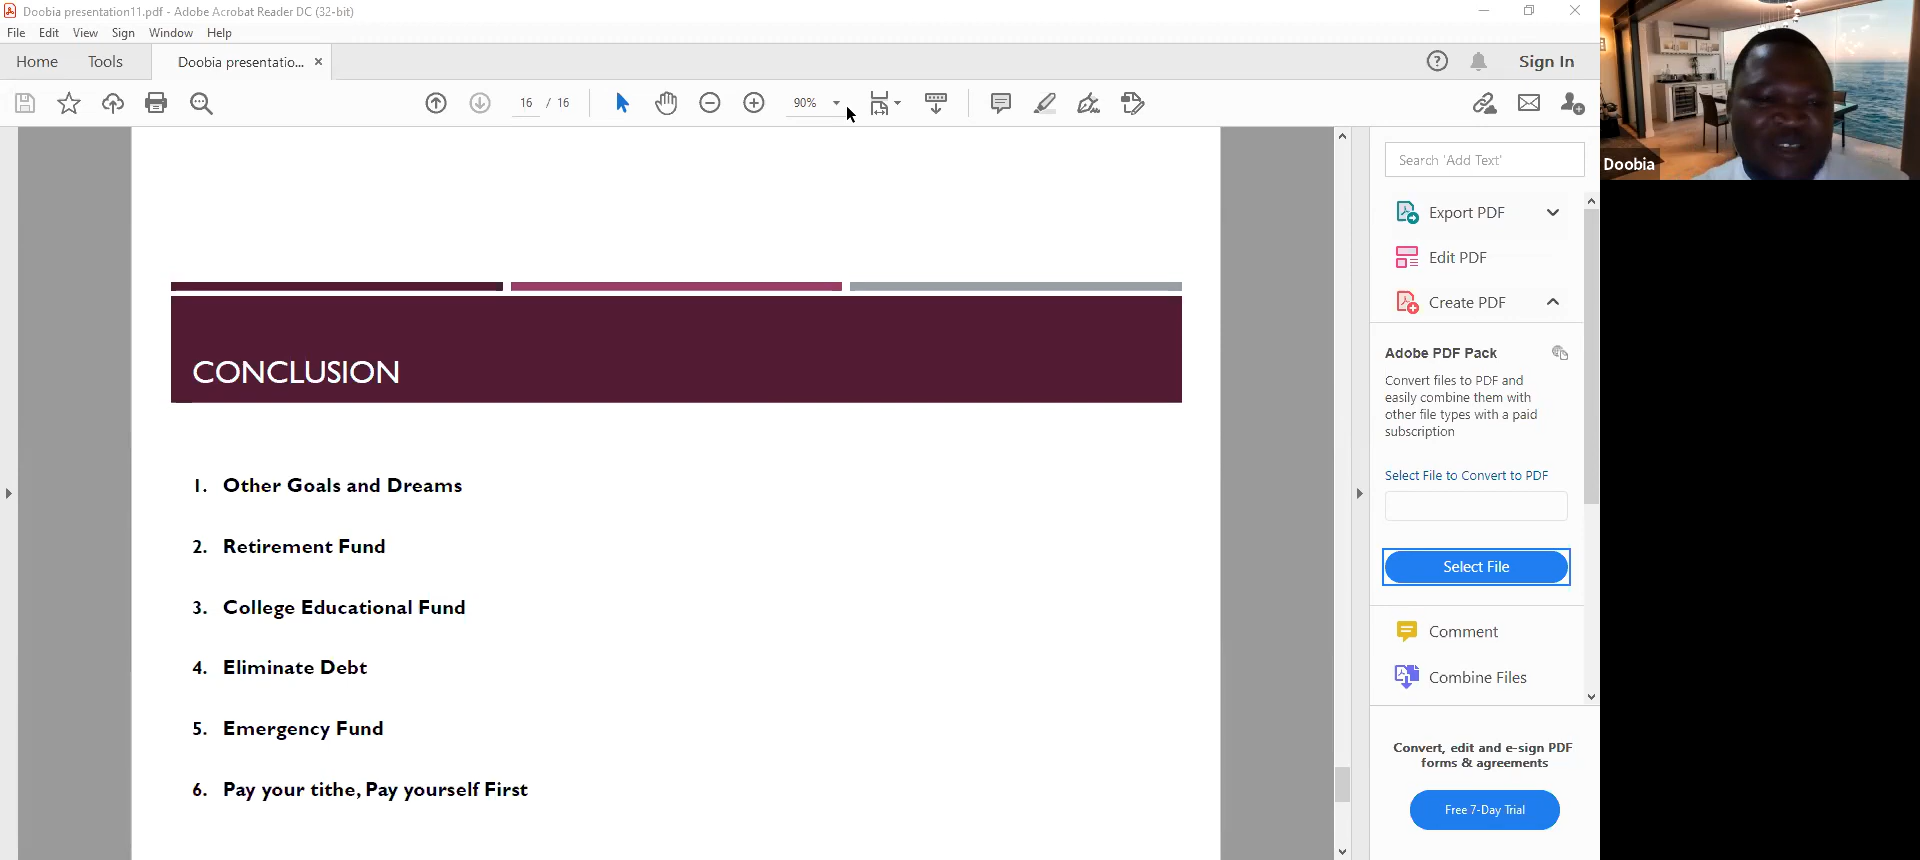 Doobia presentation11.pdf - Adobe Acrobat Reader DC (32-bit)
File Edit View Sign Window Help
Home Tools Doobia presentatio... × Sign In
16 / 16 90%
Doobia
Search 'Add Text'
Export PDF
Edit PDF
Create PDF
Adobe PDF Pack
Convert files to PDF and
easily combine them with
other file types with a paid
subscription
Select File to Convert to PDF
Select File
Comment
Combine Files
Convert, edit and e-sign PDF
forms & agreements
Free 7-Day Trial
CONCLUSION
1. Other Goals and Dreams
2. Retirement Fund
3. College Educational Fund
4. Eliminate Debt
5. Emergency Fund
6. Pay your tithe, Pay yourself First